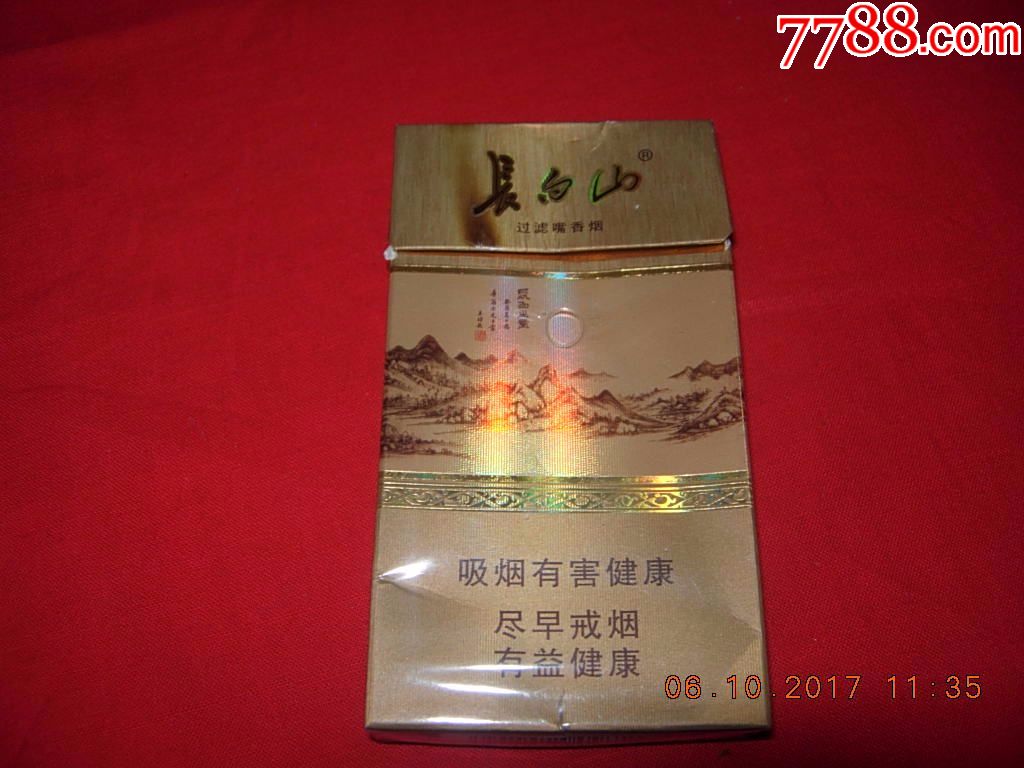 7788.com
長白山®
过滤嘴香烟
吸烟有害健康
尽早戒烟
有益健康
06.10.2017 11:35